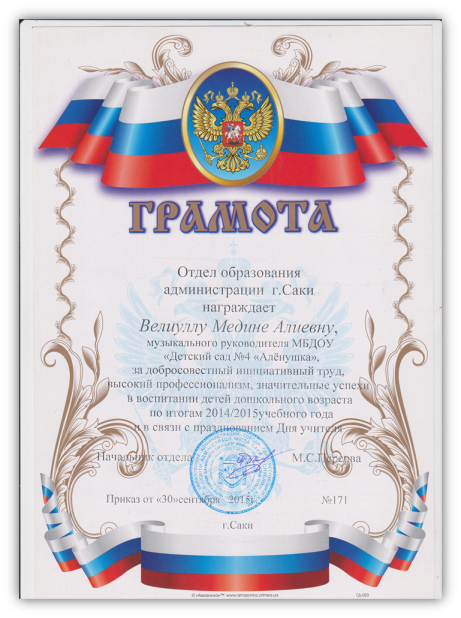 ГРАМОТА
Отдел образования
администрации г.Саки
награждает
Велиуллу Медине Алиевну,
музыкального руководителя МБДОУ
«Детский сад №4 «Алёнушка»,
за добросовестный инициативный труд,
высокий профессионализм, значительные успехи
в воспитании детей дошкольного возраста
по итогам 2014/2015учебного года
и в связи с празднованием Дня учителя
Начальник отдела М.С.Перерва
Приказ от «30»сентября 2015г. №171
г.Саки